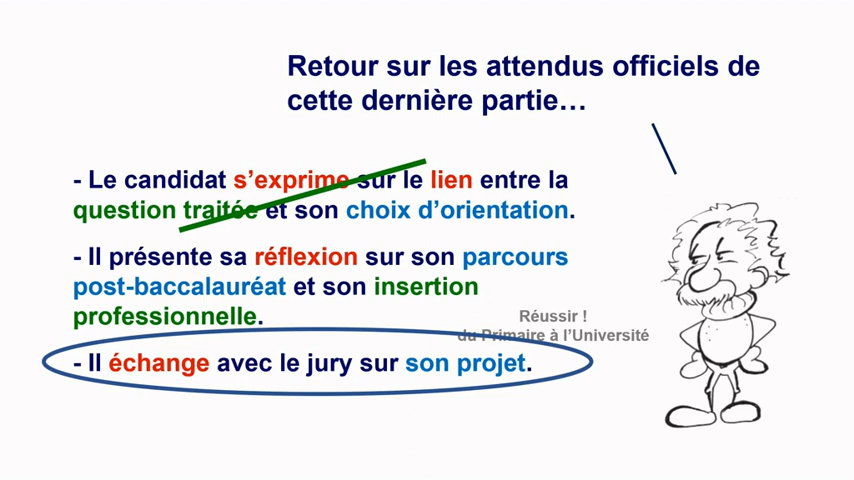 Retour sur les attendus officiels de
cette dernière partie…
- Le candidat s’exprime sur le lien entre la
question traitée et son choix d’orientation.
- Il présente sa réflexion sur son parcours
post-baccalauréat et son insertion
professionnelle.
Réussir !
du Primaire à l’Université
- Il échange avec le jury sur son projet.